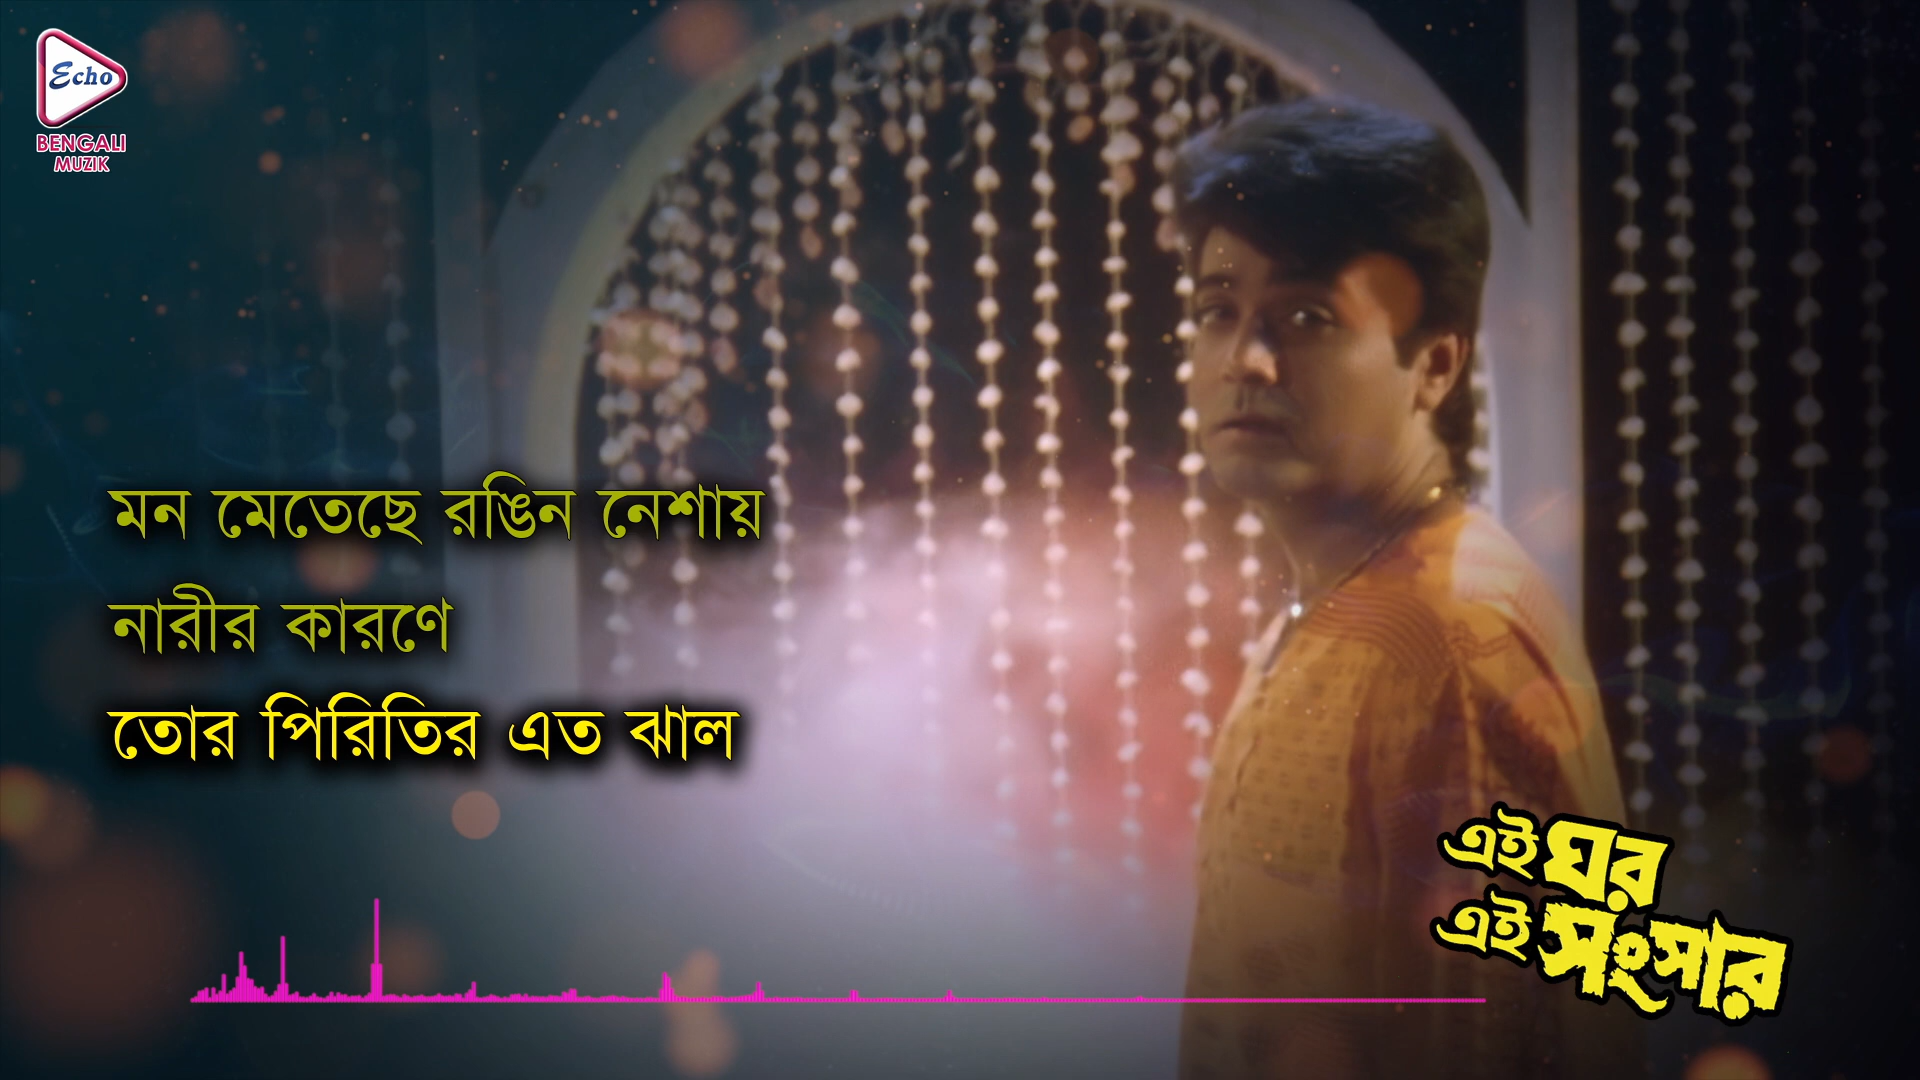 Echo
BENGALI
MUZIK
মন মেতেছে রঙিন নেশায়
নারীর কারণে
তোর পিরিতির এত ঝাল
এই ঘর
এই সংসার